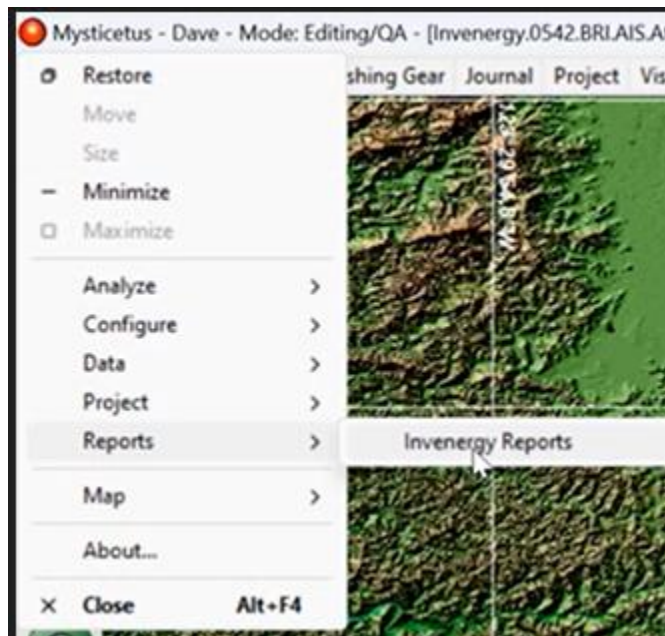 Mysticetus - Dave - Mode: Editing/QA - [Invenergy.0542.BRI.AIS.A
Restore
shing Gear Journal Project Vis
Move
Size
Minimize
Maximize
Analyze
Configure
Data
Project
Reports
Invenergy Reports
Map
About...
Close Alt+F4